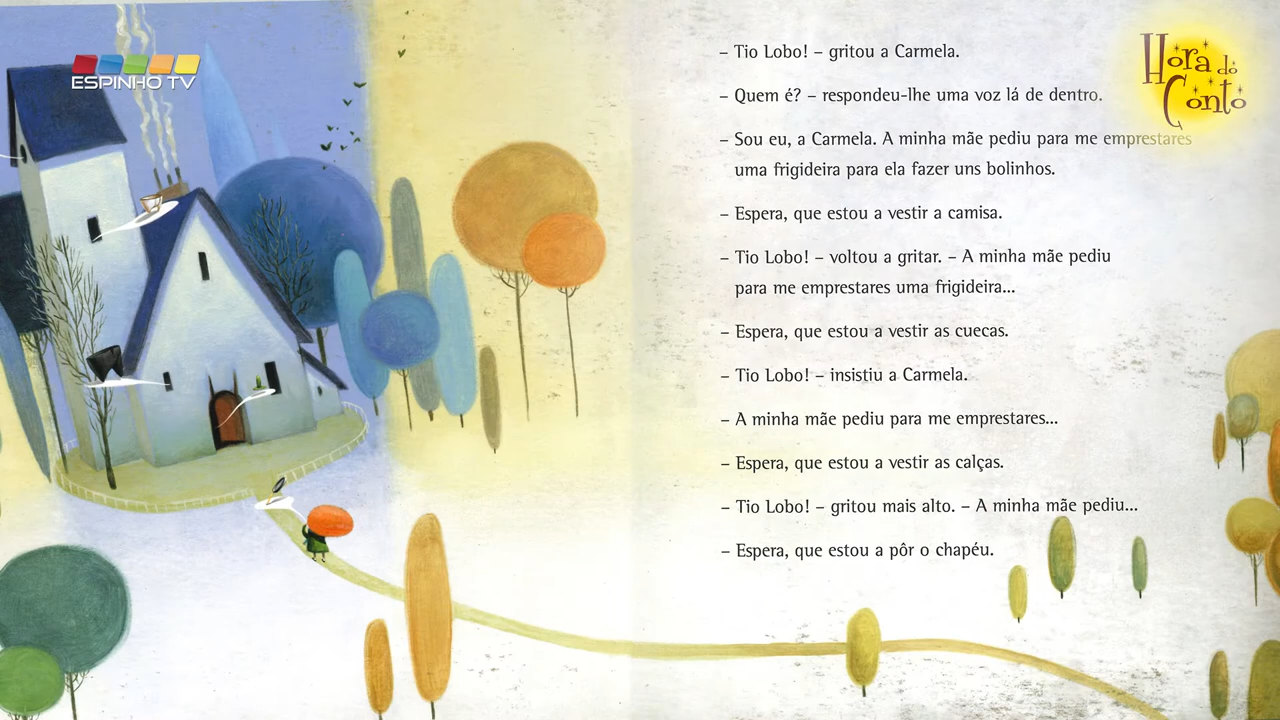 ESPINHO TV
Hora do
Conto
– Tio Lobo! – gritou a Carmela.
– Quem é? – respondeu-lhe uma voz lá de dentro.
– Sou eu, a Carmela. A minha mãe pediu para me emprestares
uma frigideira para ela fazer uns bolinhos.
– Espera, que estou a vestir a camisa.
– Tio Lobo! – voltou a gritar. – A minha mãe pediu
para me emprestares uma frigideira...
– Espera, que estou a vestir as cuecas.
– Tio Lobo! – insistiu a Carmela.
– A minha mãe pediu para me emprestares...
– Espera, que estou a vestir as calças.
– Tio Lobo! – gritou mais alto. – A minha mãe pediu...
– Espera, que estou a pôr o chapéu.